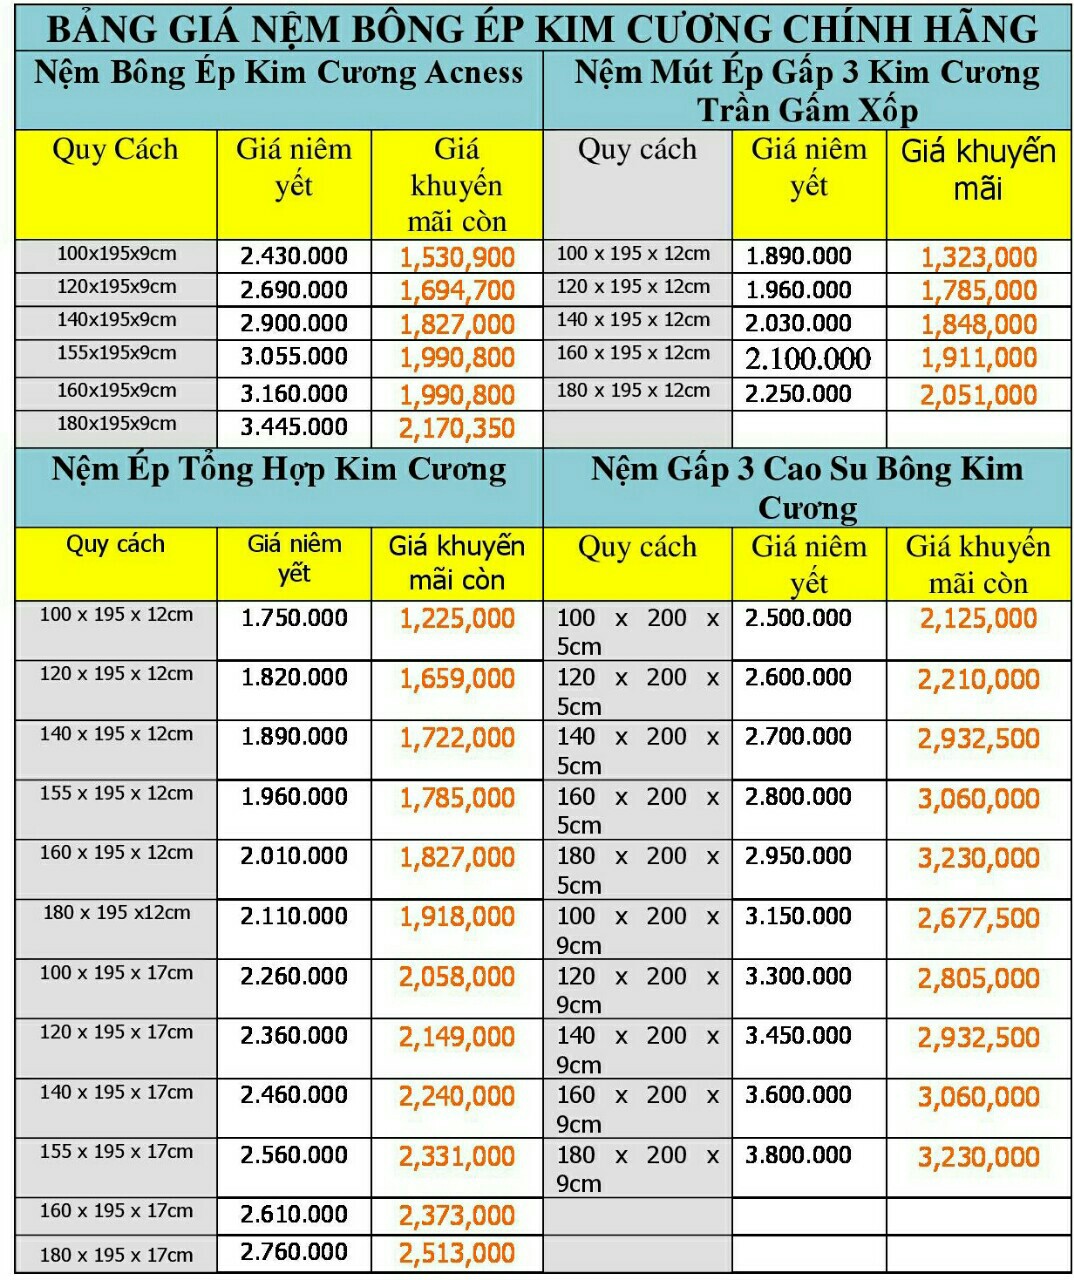 BẢNG GIÁ NỆM BÔNG ÉP KIM CƯƠNG CHÍNH HÃNG
Nệm Bông Ép Kim Cương Acness
Nệm Mút Ép Gấp 3 Kim Cương
Trần Gấm Xốp
Quy Cách
Giá niêm
yết
Giá
khuyến
mãi còn
Quy cách
Giá niêm
yết
Giá khuyến
mãi
100x195x9cm 2.430.000 1,530,900 100 x 195 x 12cm 1.890.000 1,323,000
120x195x9cm 2.690.000 1,694,700 120 x 195 x 12cm 1.960.000 1,785,000
140x195x9cm 2.900.000 1,827,000 140 x 195 x 12cm 2.030.000 1,848,000
155x195x9cm 3.055.000 1,990,800 160 x 195 x 12cm 2.100.000 1,911,000
160x195x9cm 3.160.000 1,990,800 180 x 195 x 12cm 2.250.000 2,051,000
180x195x9cm 3.445.000 2,170,350
Nệm Ép Tổng Hợp Kim Cương
Nệm Gấp 3 Cao Su Bông Kim
Cương
Quy cách
Giá niêm
yết
Giá khuyến
mãi còn
Quy cách
Giá niêm
yết
Giá khuyến
mãi còn
100 x 195 x 12cm 1.750.000 1,225,000 100 x 200 x 2.500.000 2,125,000
5cm
120 x 195 x 12cm 1.820.000 1,659,000 120 x 200 x 2.600.000 2,210,000
5cm
140 x 195 x 12cm 1.890.000 1,722,000 140 x 200 x 2.700.000 2,932,500
5cm
155 x 195 x 12cm 1.960.000 1,785,000 160 x 200 x 2.800.000 3,060,000
5cm
160 x 195 x 12cm 2.010.000 1,827,000 180 x 200 x 2.950.000 3,230,000
5cm
180 x 195 x12cm 2.110.000 1,918,000 100 x 200 x 3.150.000 2,677,500
9cm
100 x 195 x 17cm 2.260.000 2,058,000 120 x 200 x 3.300.000 2,805,000
9cm
120 x 195 x 17cm 2.360.000 2,149,000 140 x 200 x 3.450.000 2,932,500
9cm
140 x 195 x 17cm 2.460.000 2,240,000 160 x 200 x 3.600.000 3,060,000
9cm
155 x 195 x 17cm 2.560.000 2,331,000 180 x 200 x 3.800.000 3,230,000
9cm
160 x 195 x 17cm 2.610.000 2,373,000
180 x 195 x 17cm 2.760.000 2,513,000